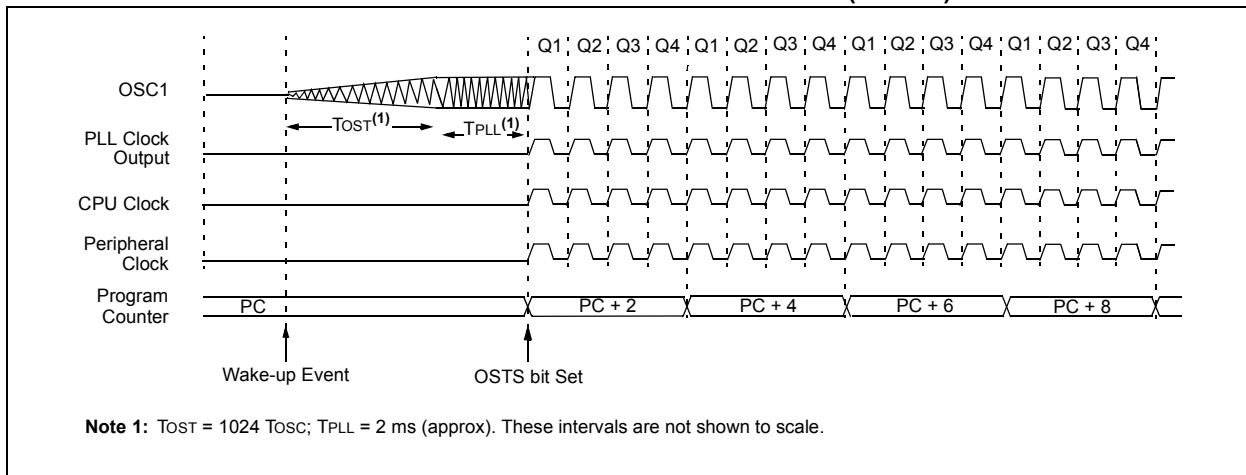 Q1 Q2 Q3 Q4 Q1 Q2 Q3 Q4 Q1 Q2 Q3 Q4 Q1 Q2 Q3 Q4
OSC1
TOST(1) TPLL(1)
PLL Clock
Output
CPU Clock
Peripheral
Clock
Program
Counter
PC PC + 2 PC + 4 PC + 6 PC + 8
Wake-up Event OSTS bit Set
Note 1: TOST = 1024 TOSC; TPLL = 2 ms (approx). These intervals are not shown to scale.